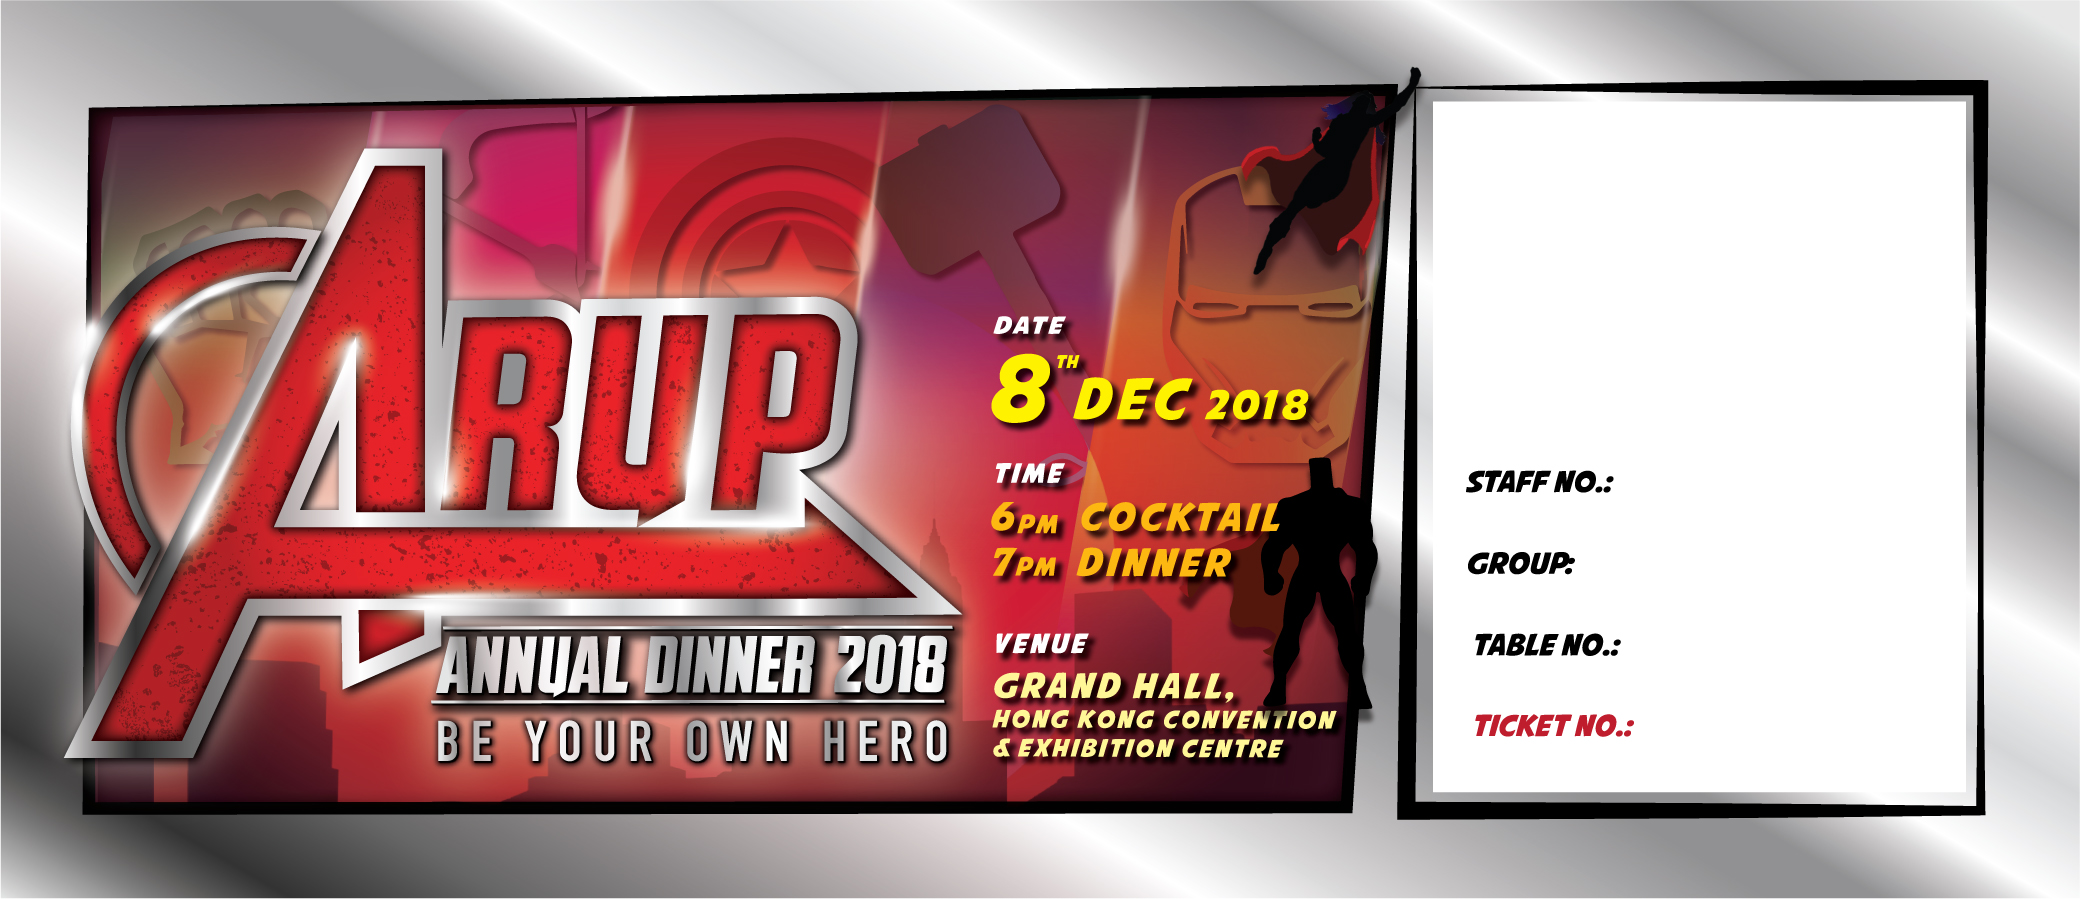 ARUP
ANNUAL DINNER 2018
BE YOUR OWN HERO
DATE
8TH DEC 2018
TIME
6PM COCKTAIL
7PM DINNER
VENUE
GRAND HALL,
HONG KONG CONVENTION
& EXHIBITION CENTRE
STAFF NO.:
GROUP:
TABLE NO.:
TICKET NO.: